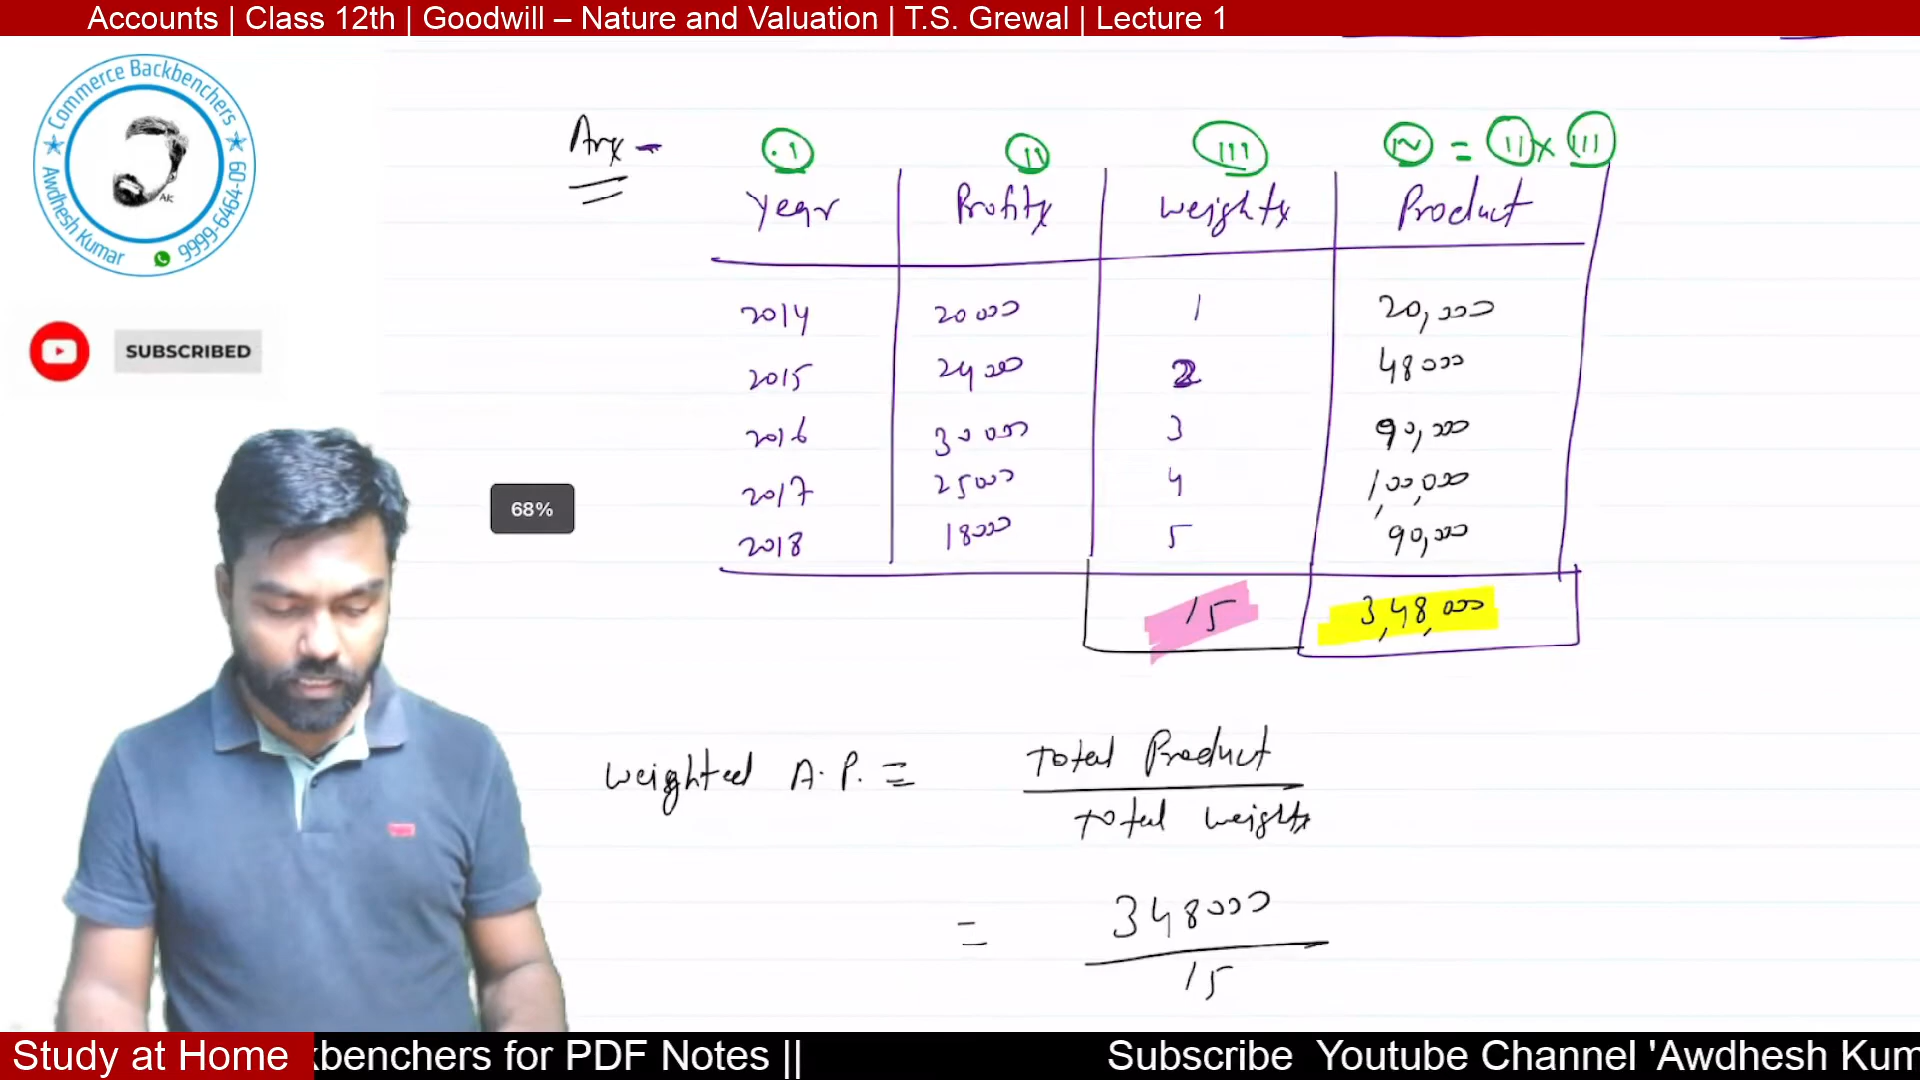 Accounts | Class 12th | Goodwill – Nature and Valuation | T.S. Grewal | Lecture 1
Commerce Backbenchers
AK
Awdhesh Kumar 9999-6464-09
SUBSCRIBED
68%
Ans -
I II III IV = II x III
Year Profits Weights Product
2014 20000 1 20,000
2015 24000 2 48000
2016 30000 3 90,000
2017 25000 4 1,00,000
2018 18000 5 90,000
15 3,48,000
Weighted A.P. = Total Product
Total Weights
= 348000
15
Study at Home kbenchers for PDF Notes || Subscribe Youtube Channel 'Awdhesh Kum